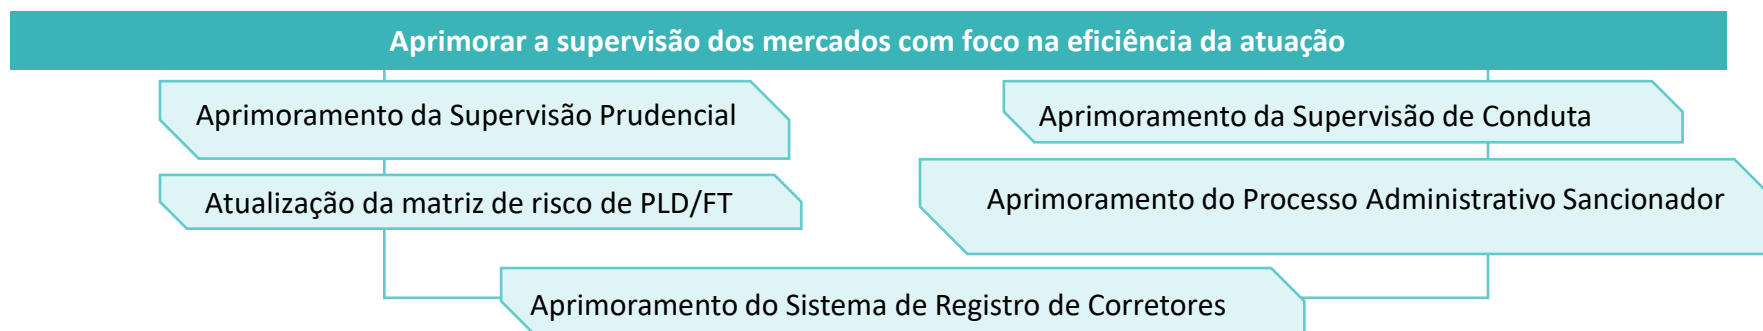 Aprimorar a supervisão dos mercados com foco na eficiência da atuação
Aprimoramento da Supervisão Prudencial
Aprimoramento da Supervisão de Conduta
Atualização da matriz de risco de PLD/FT
Aprimoramento do Processo Administrativo Sancionador
Aprimoramento do Sistema de Registro de Corretores